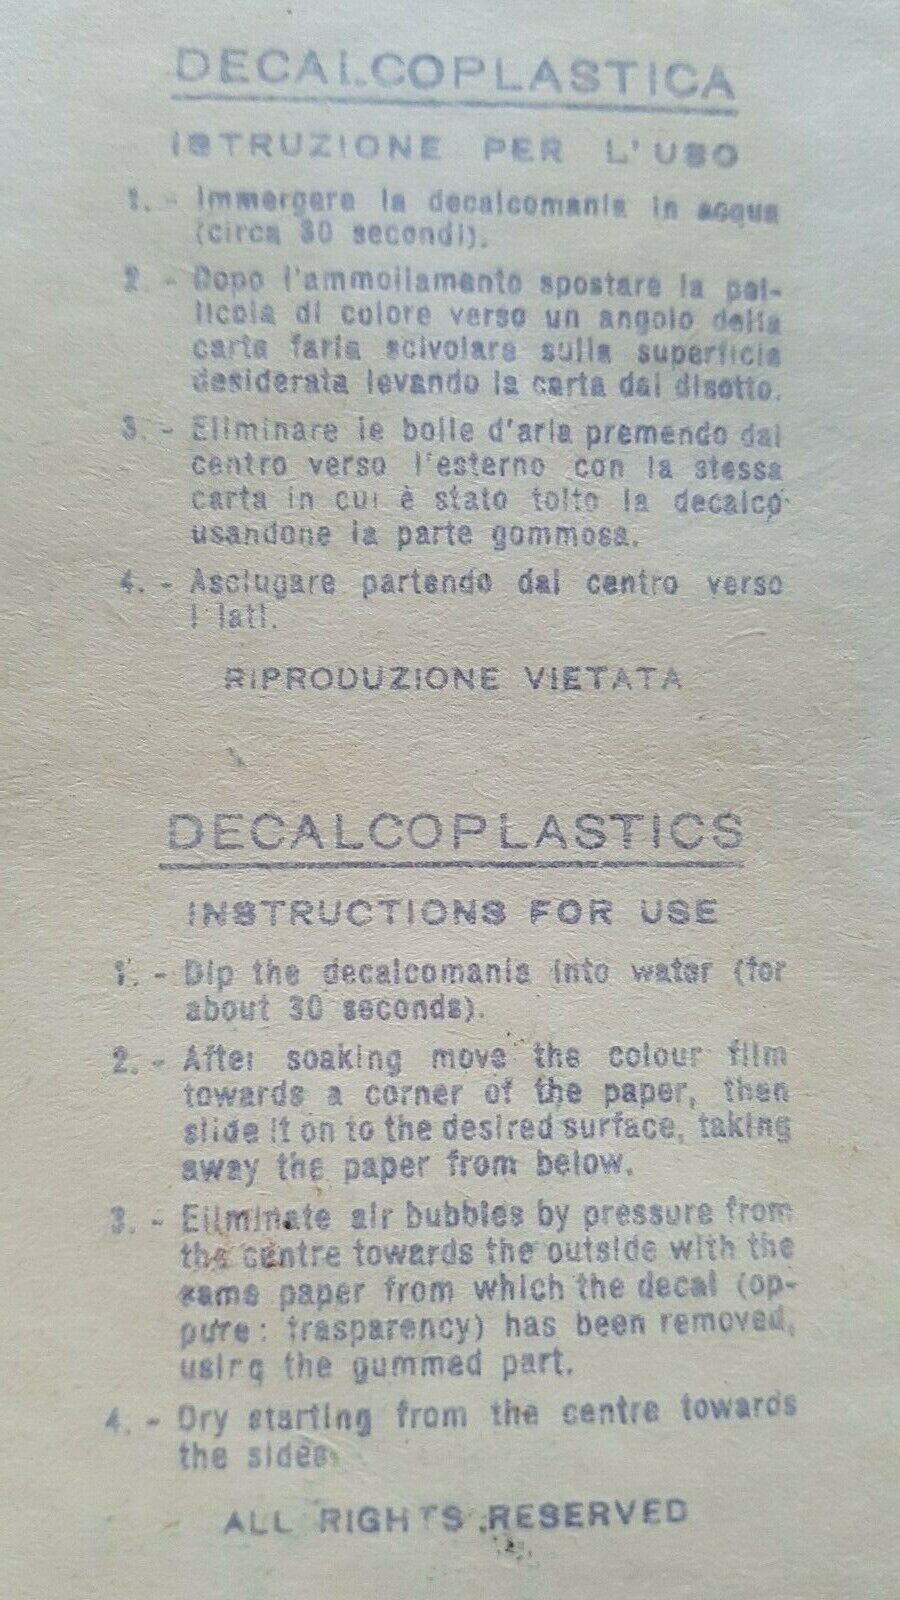 DECALCOPLASTICA
ISTRUZIONE PER L'USO
1. - Immergere la decalcomania in acqua
(circa 30 secondi).
2. - Dopo l'ammollamento spostare la pel-
licola di colore verso un angolo della
carta farla scivolare sulla superficie
desiderata levando la carta dal disotto.
3. - Eliminare le bolle d'aria premendo dal
centro verso l'esterno con la stessa
carta in cui è stato tolto la decalco
usandone la parte gommosa.
4. - Asciugare partendo dal centro verso
i lati.
RIPRODUZIONE VIETATA
DECALCOPLASTICS
INSTRUCTIONS FOR USE
1. - Dip the decalcomania into water (for
about 30 seconds).
2. - After soaking move the colour film
towards a corner of the paper, then
slide it on to the desired surface, taking
away the paper from below.
3. - Eliminate air bubbles by pressure from
the centre towards the outside with the
same paper from which the decal (op-
pure: trasparency) has been removed,
using the gummed part.
4. - Dry starting from the centre towards
the sides
ALL RIGHTS RESERVED